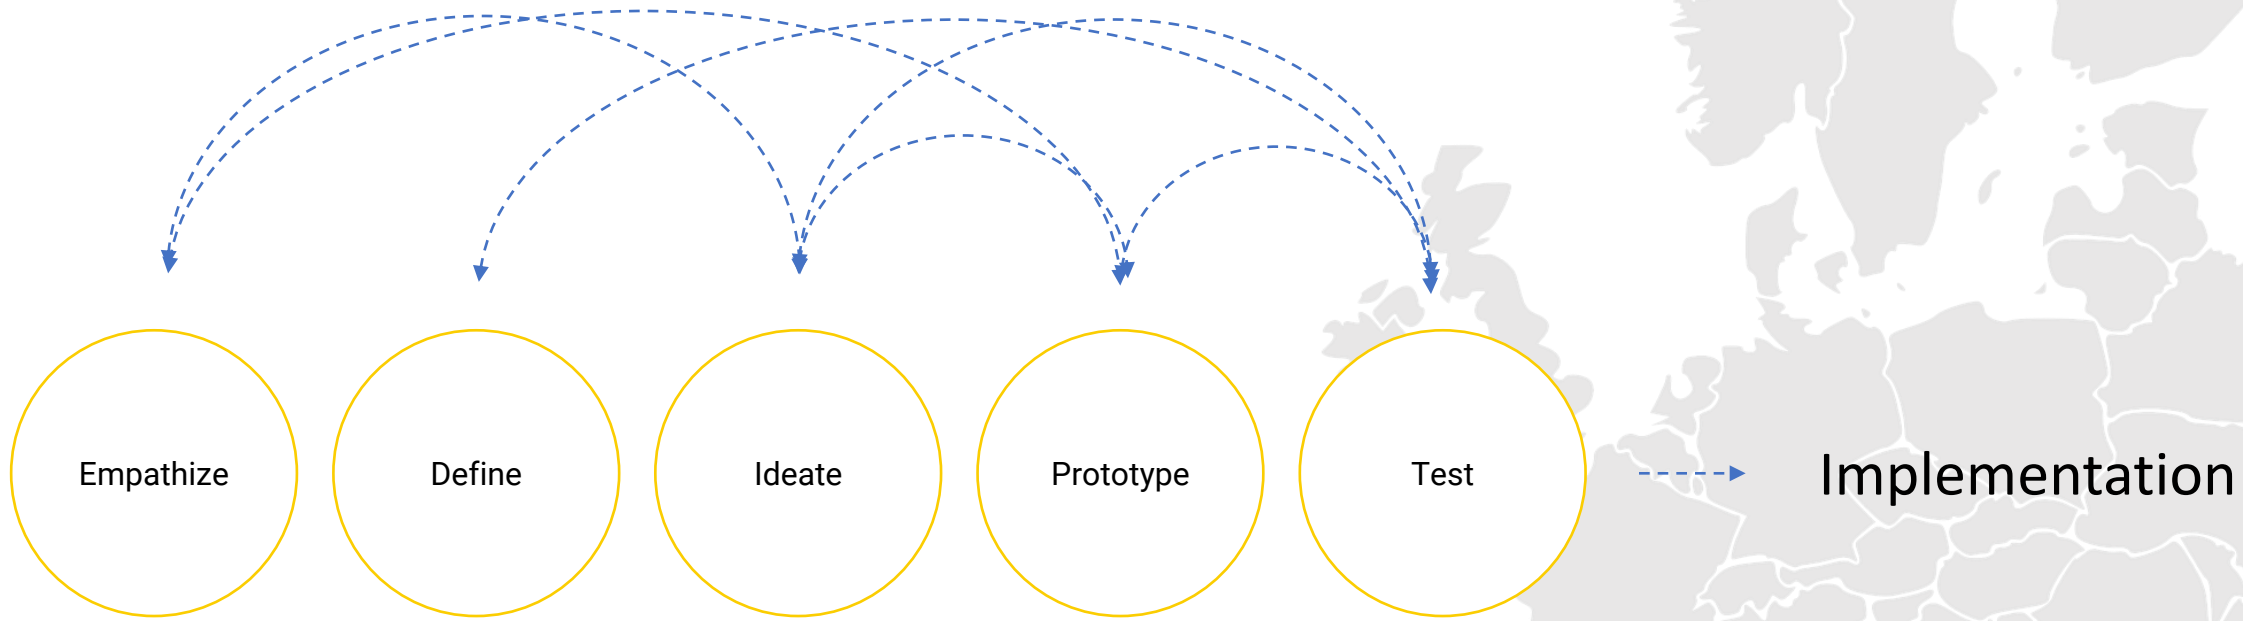 Empathize
Define
Ideate
Prototype
Test
Implementation